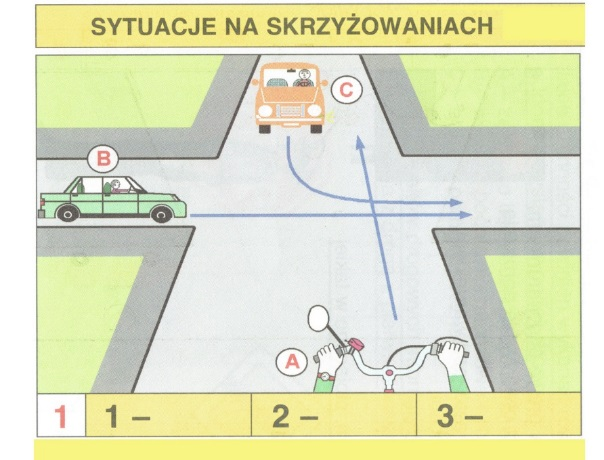 SYTUACJE NA SKRZYŻOWANIACH
C
B
A
1 1 – 2 – 3 –